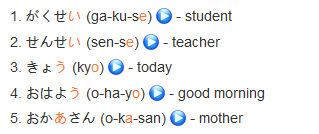 1. がくせい (ga-ku-se) - student
2. せんせい (sen-se) - teacher
3. きょう (kyo) - today
4. おはよう (o-ha-yo) - good morning
5. おかあさん (o-ka-san) - mother